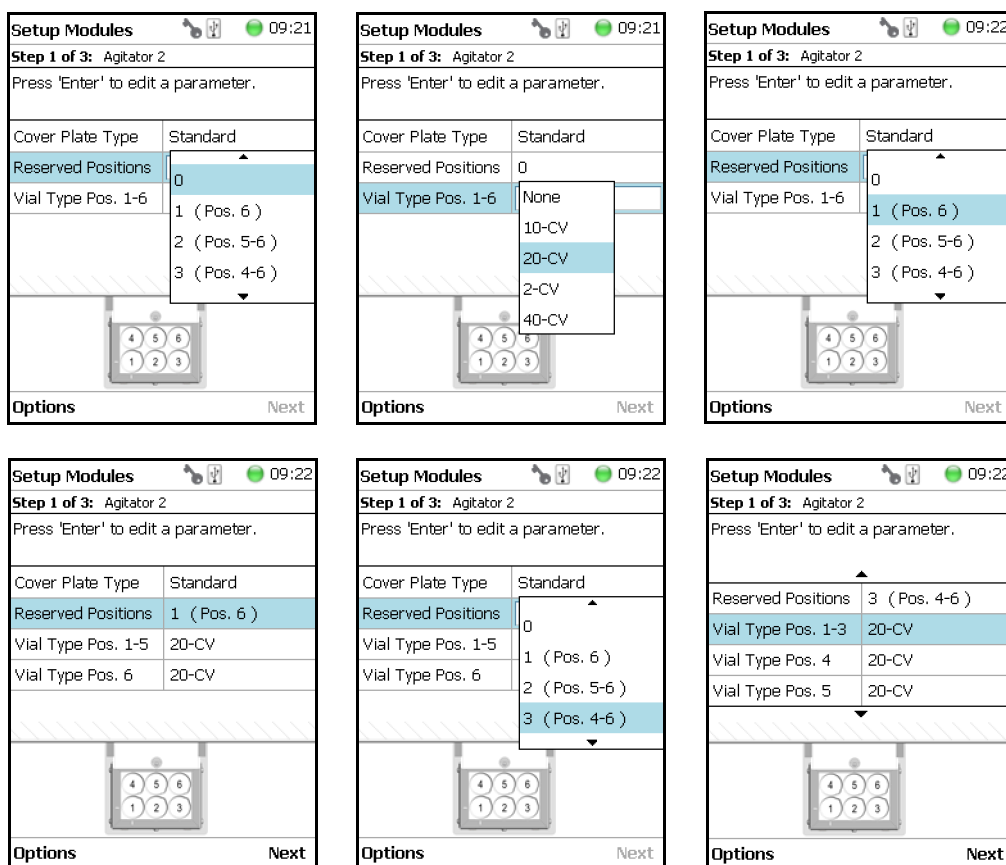 Setup Modules 09:21
Step 1 of 3: Agitator 2
Press 'Enter' to edit a parameter.
Cover Plate Type Standard
Reserved Positions
0
Vial Type Pos. 1-6
1 ( Pos. 6 )
2 ( Pos. 5-6 )
3 ( Pos. 4-6 )
4 5 6
1 2 3
Options Next
Setup Modules 09:21
Step 1 of 3: Agitator 2
Press 'Enter' to edit a parameter.
Cover Plate Type Standard
Reserved Positions 0
Vial Type Pos. 1-6
None
10-CV
20-CV
2-CV
40-CV
4 5 6
1 2 3
Options Next
Setup Modules 09:22
Step 1 of 3: Agitator 2
Press 'Enter' to edit a parameter.
Cover Plate Type Standard
Reserved Positions
0
Vial Type Pos. 1-6
1 ( Pos. 6 )
2 ( Pos. 5-6 )
3 ( Pos. 4-6 )
4 5 6
1 2 3
Options Next
Setup Modules 09:22
Step 1 of 3: Agitator 2
Press 'Enter' to edit a parameter.
Cover Plate Type Standard
Reserved Positions 1 ( Pos. 6 )
Vial Type Pos. 1-5 20-CV
Vial Type Pos. 6 20-CV
4 5 6
1 2 3
Options Next
Setup Modules 09:22
Step 1 of 3: Agitator 2
Press 'Enter' to edit a parameter.
Cover Plate Type Standard
Reserved Positions
0
Vial Type Pos. 1-5
1 ( Pos. 6 )
Vial Type Pos. 6
2 ( Pos. 5-6 )
3 ( Pos. 4-6 )
4 5 6
1 2 3
Options Next
Setup Modules 09:22
Step 1 of 3: Agitator 2
Press 'Enter' to edit a parameter.
Reserved Positions 3 ( Pos. 4-6 )
Vial Type Pos. 1-3 20-CV
Vial Type Pos. 4 20-CV
Vial Type Pos. 5 20-CV
4 5 6
1 2 3
Options Next